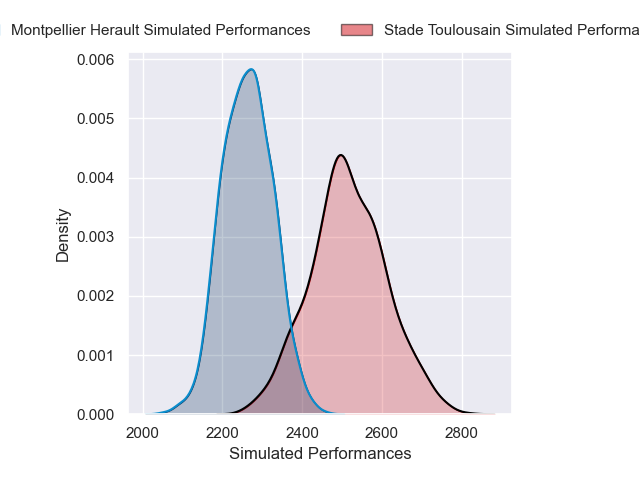 Montpellier Herault Simulated Performances
Stade Toulousain Simulated Performa
0.006
0.005
0.004
0.003
0.002
0.001
0.000
Density
2000 2200 2400 2600 2800
Simulated Performances